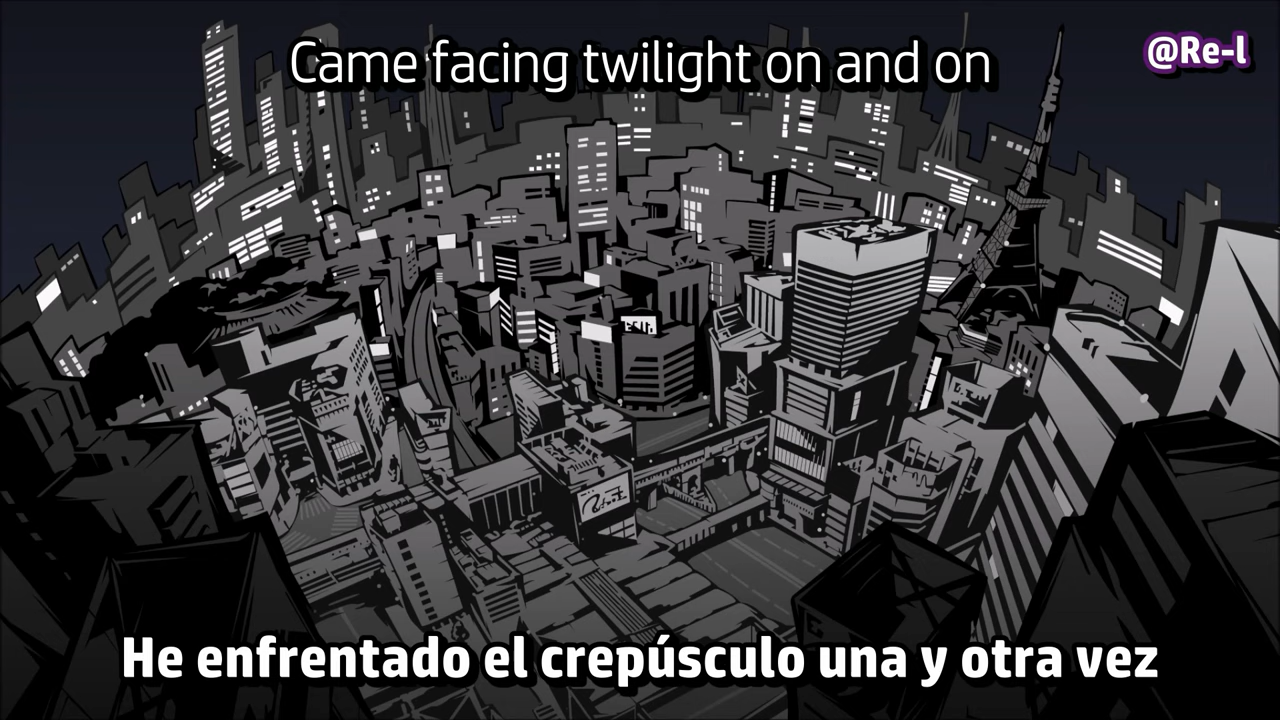 Came facing twilight on and on
@Re-l
He enfrentado el crepúsculo una y otra vez